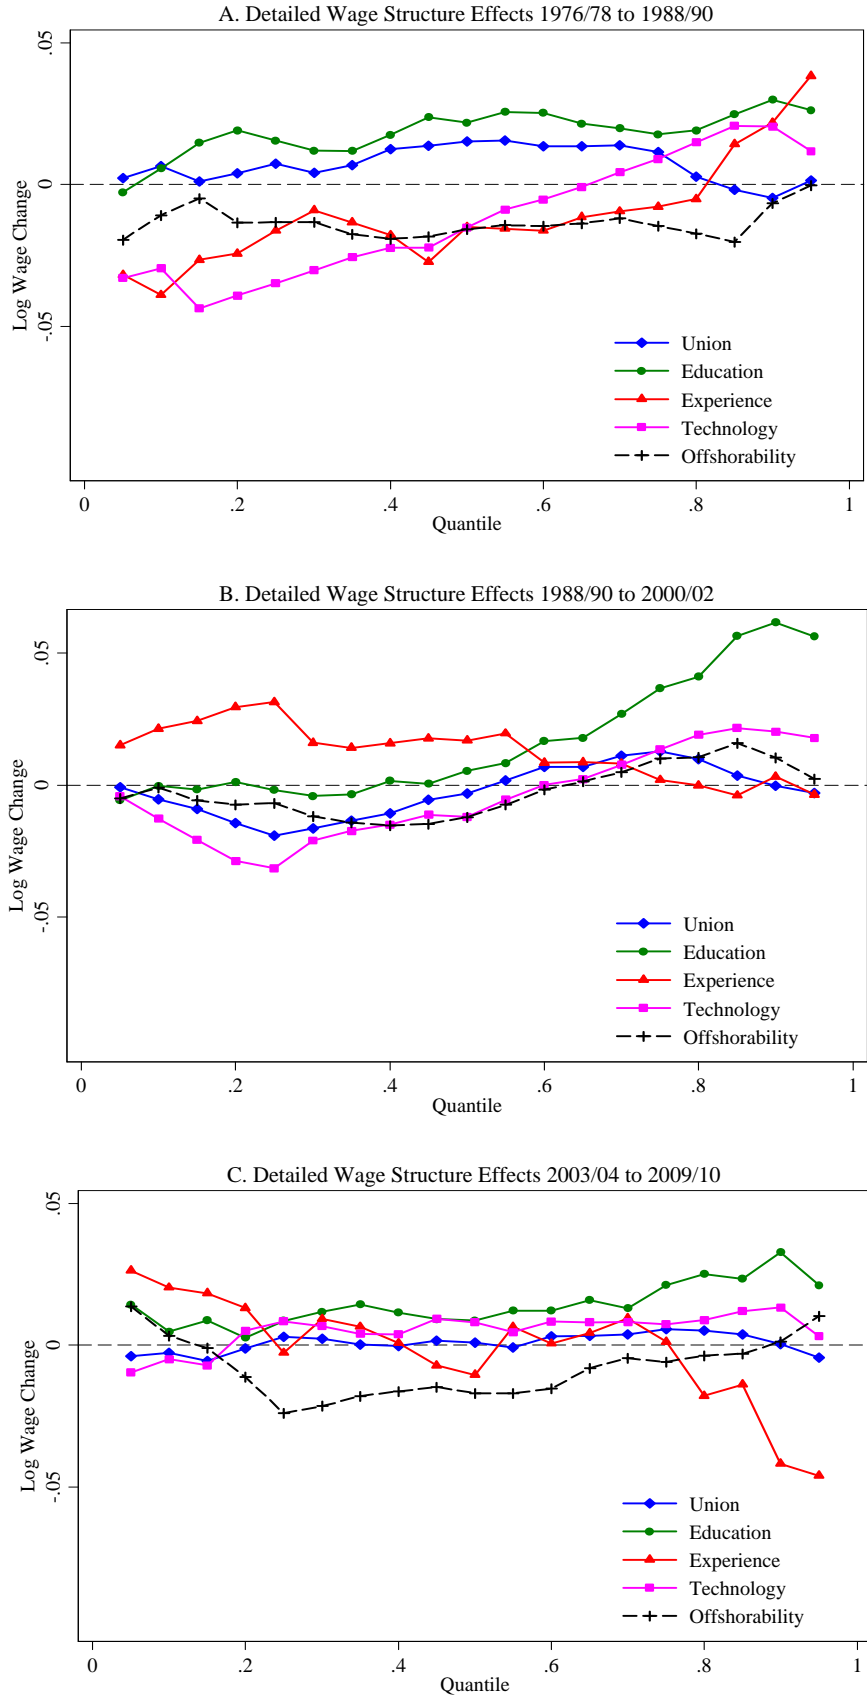 A. Detailed Wage Structure Effects 1976/78 to 1988/90
.05
0
-.05
Log Wage Change
Union
Education
Experience
Technology
Offshorability
0 .2 .4 .6 .8 1
Quantile
B. Detailed Wage Structure Effects 1988/90 to 2000/02
.05
0
-.05
Log Wage Change
Union
Education
Experience
Technology
Offshorability
0 .2 .4 .6 .8 1
Quantile
C. Detailed Wage Structure Effects 2003/04 to 2009/10
.05
0
-.05
Log Wage Change
Union
Education
Experience
Technology
Offshorability
0 .2 .4 .6 .8 1
Quantile